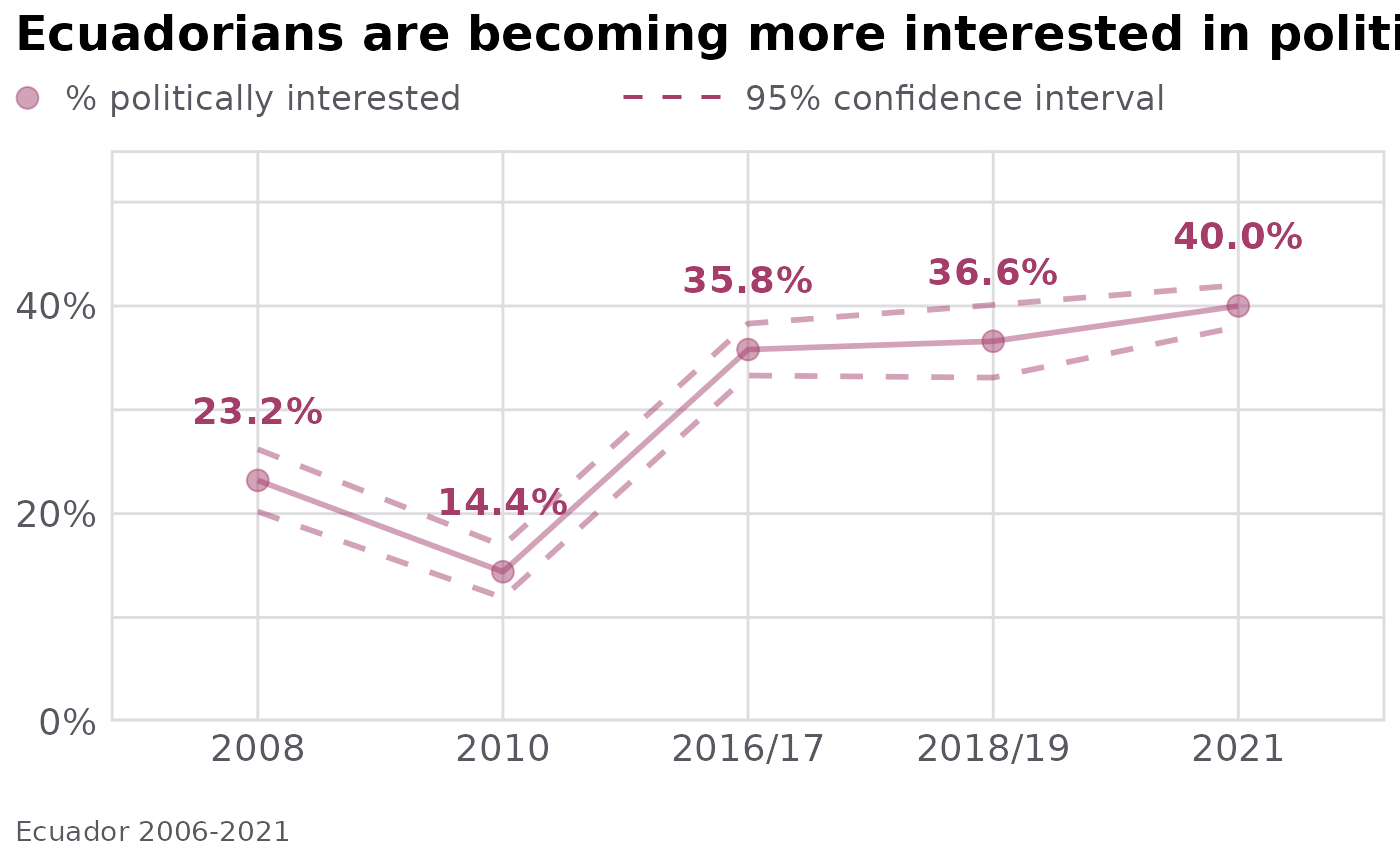 Ecuadorians are becoming more interested in politi
% politically interested
95% confidence interval
40.0%
36.6%
35.8%
40%
23.2%
14.4%
20%
0%
2008 2010 2016/17 2018/19 2021
Ecuador 2006-2021